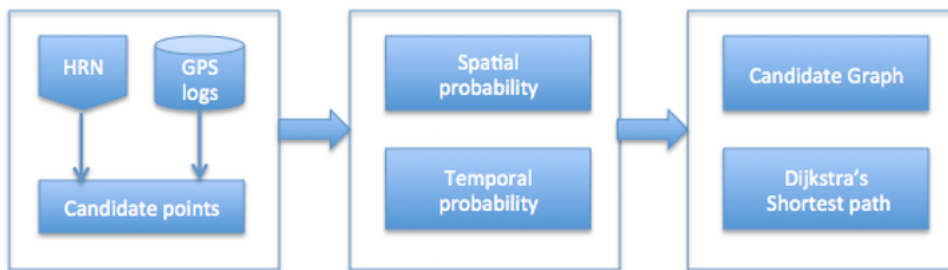 HRN
GPS
logs
Candidate points
Spatial
probability
Temporal
probability
Candidate Graph
Dijkstra's
Shortest path